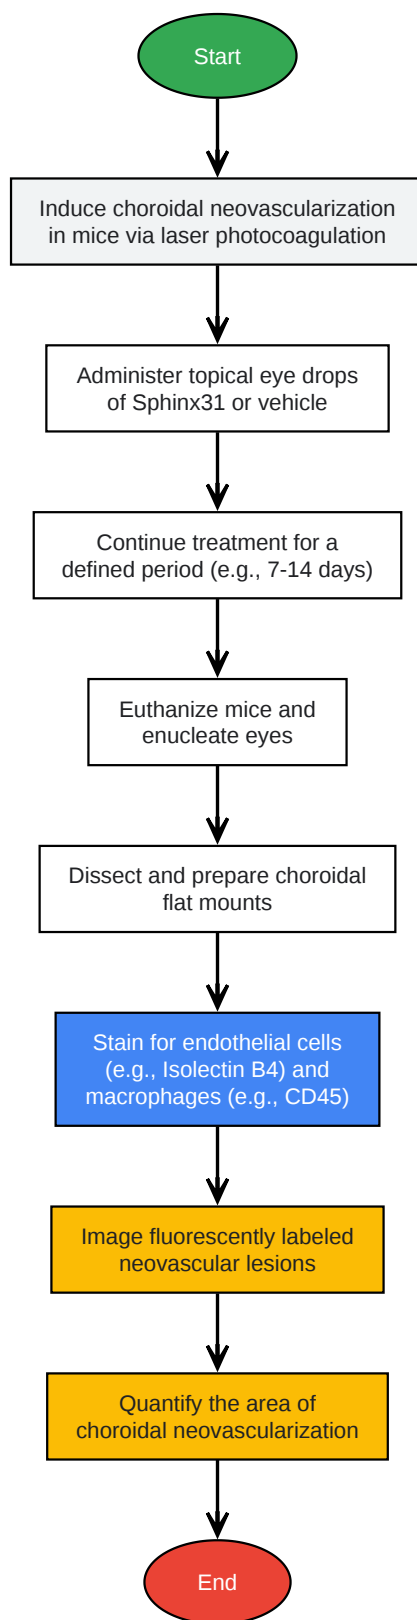 Start
Induce choroidal neovascularization
in mice via laser photocoagulation
Administer topical eye drops
of Sphinx31 or vehicle
Continue treatment for a
defined period (e.g., 7-14 days)
Euthanize mice and
enucleate eyes
Dissect and prepare choroidal
flat mounts
Stain for endothelial cells
(e.g., Isolectin B4) and
macrophages (e.g., CD45)
Image fluorescently labeled
neovascular lesions
Quantify the area of
choroidal neovascularization
End